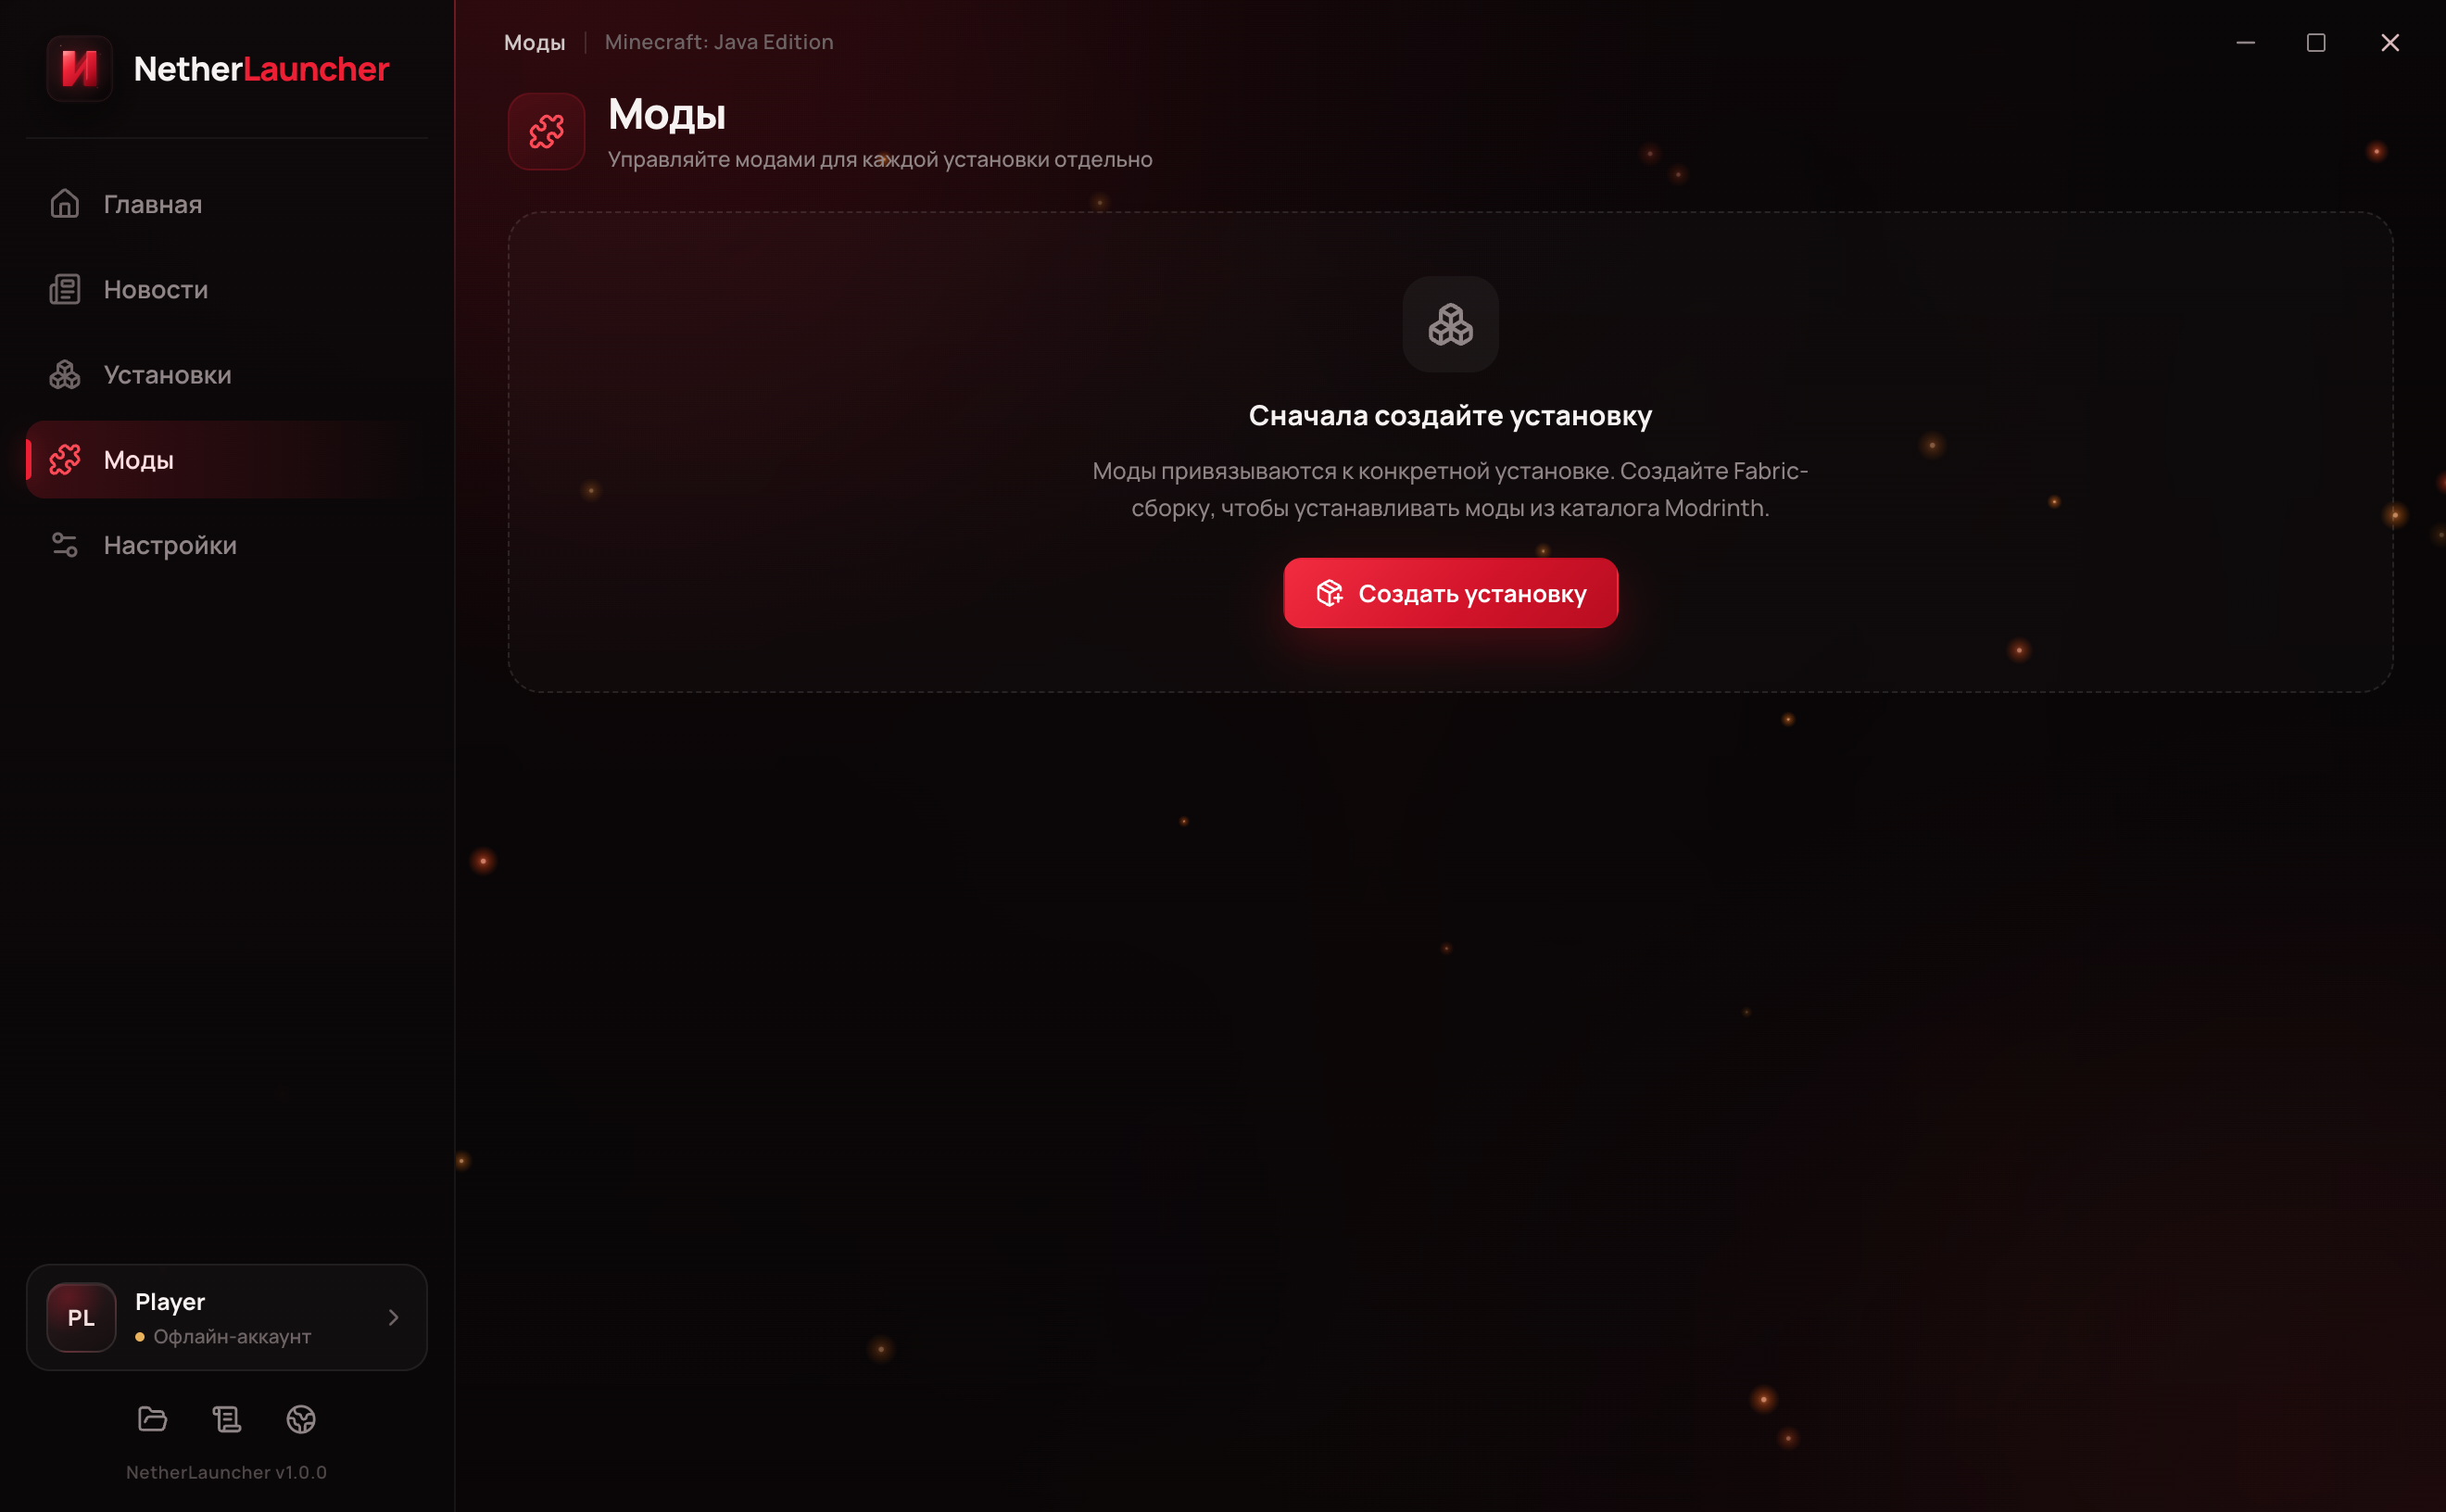 NetherLauncher
Главная
Новости
Установки
Моды
Настройки
PL
Player
Офлайн-аккаунт
NetherLauncher v1.0.0
Моды
Minecraft: Java Edition
Моды
Управляйте модами для каждой установки отдельно
Сначала создайте установку
Моды привязываются к конкретной установке. Создайте Fabric-
сборку, чтобы устанавливать моды из каталога Modrinth.
Создать установку